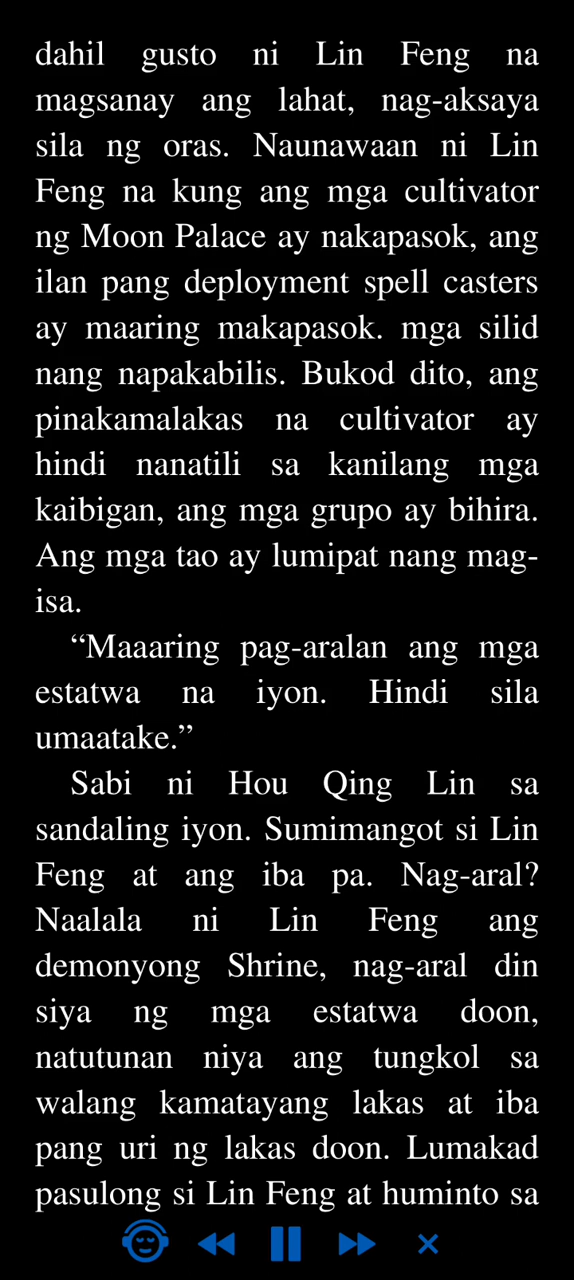 dahil gusto ni Lin Feng na
magsanay ang lahat, nag-aksaya
sila ng oras. Naunawaan ni Lin
Feng na kung ang mga cultivator
ng Moon Palace ay nakapasok, ang
ilan pang deployment spell casters
ay maaring makapasok. mga silid
nang napakabilis. Bukod dito, ang
pinakamalakas na cultivator ay
hindi nanatili sa kanilang mga
kaibigan, ang mga grupo ay bihira.
Ang mga tao ay lumipat nang mag-
isa.
“Maaaring pag-aralan ang mga
estatwa na iyon. Hindi sila
umaatake.”
Sabi ni Hou Qing Lin sa
sandaling iyon. Sumimangot si Lin
Feng at ang iba pa. Nag-aral?
Naalala ni Lin Feng ang
demonyong Shrine, nag-aral din
siya ng mga estatwa doon,
natutunan niya ang tungkol sa
walang kamatayang lakas at iba
pang uri ng lakas doon. Lumakad
pasulong si Lin Feng at huminto sa